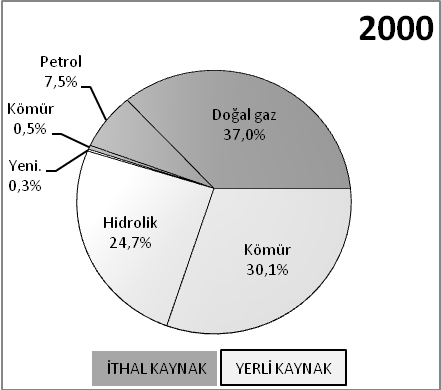 2000
Petrol
7,5%
Kömür
0,5%
Yeni.
0,3%
Doğal gaz
37,0%
Hidrolik
24,7%
Kömür
30,1%
İTHAL KAYNAK
YERLİ KAYNAK